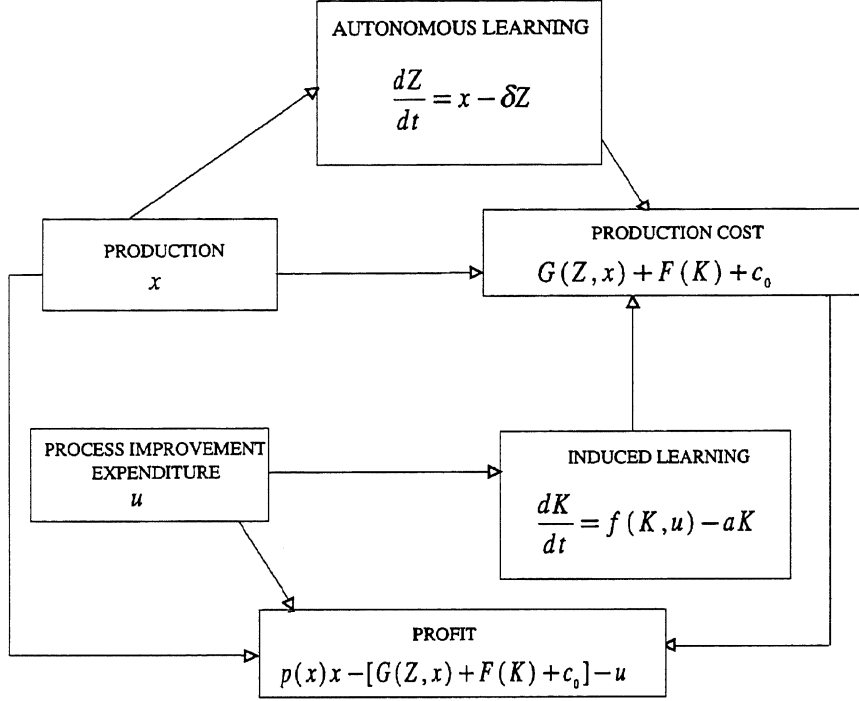 AUTONOMOUS LEARNING
dZ/dt = x − δZ
PRODUCTION
x
PRODUCTION COST
G(Z,x) + F(K) + c₀
PROCESS IMPROVEMENT
EXPENDITURE
u
INDUCED LEARNING
dK/dt = f(K,u) − aK
PROFIT
p(x)x − [G(Z,x) + F(K) + c₀] − u